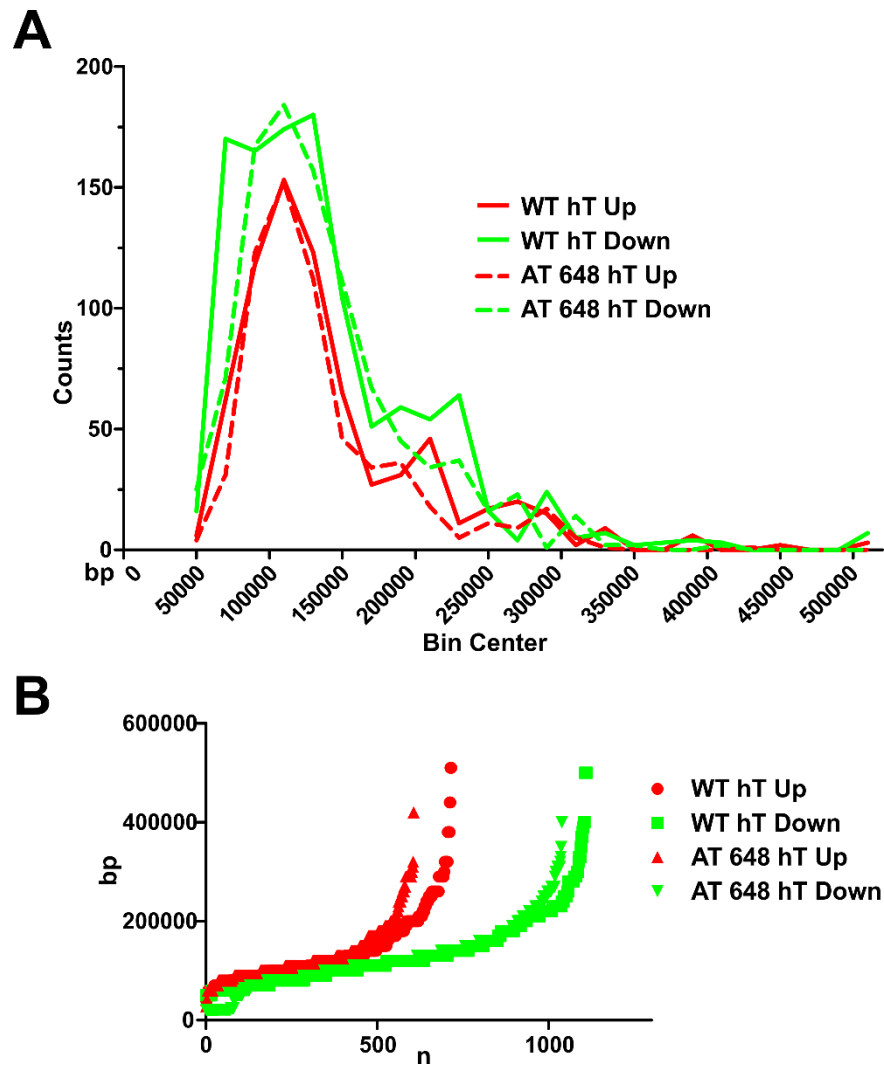 A
200
150
100
50
0
Counts
WT hT Up
WT hT Down
AT 648 hT Up
AT 648 hT Down
bp
0
50000
100000
150000
200000
250000
300000
350000
400000
450000
500000
Bin Center
B
600000
400000
200000
0
bp
0
500
1000
n
WT hT Up
WT hT Down
AT 648 hT Up
AT 648 hT Down